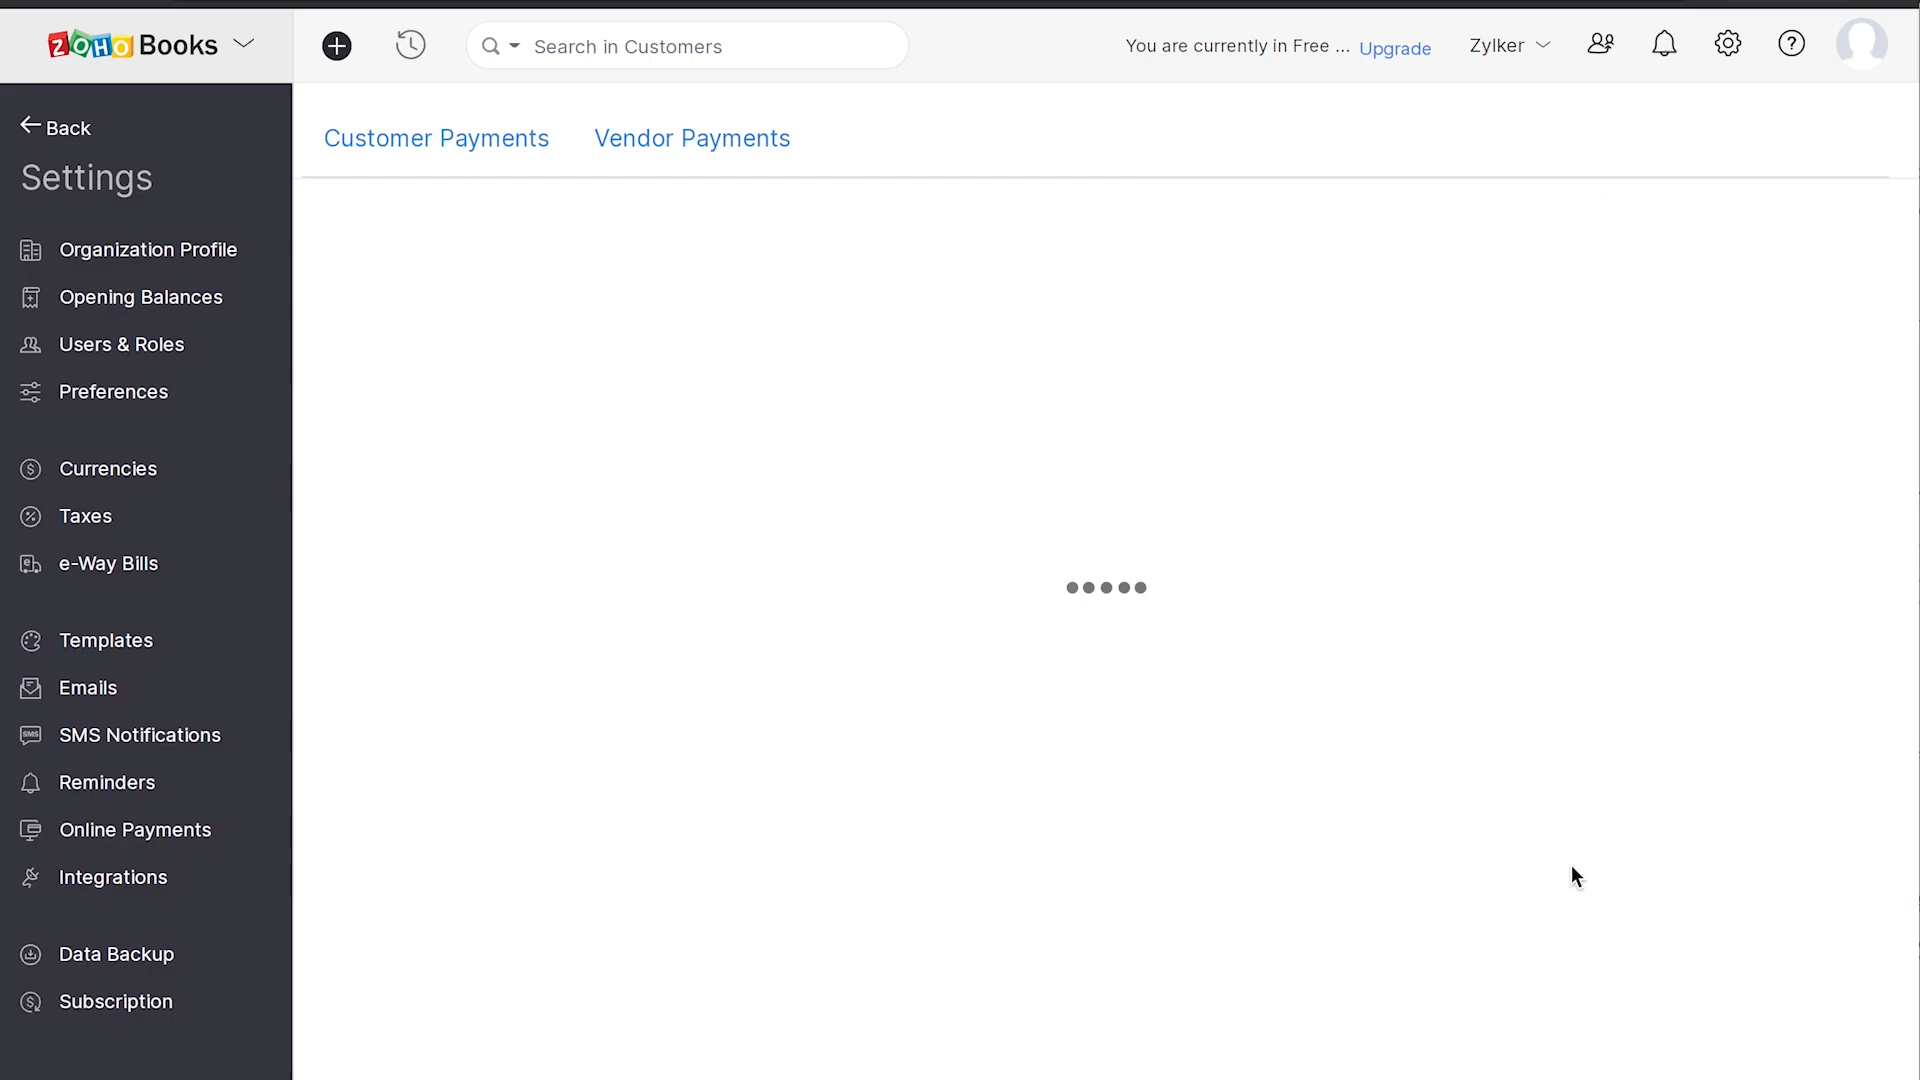 ZOHO Books
Search in Customers
You are currently in Free ... Upgrade
Zylker
Back
Settings
Organization Profile
Opening Balances
Users & Roles
Preferences
Currencies
Taxes
e-Way Bills
Templates
Emails
SMS Notifications
Reminders
Online Payments
Integrations
Data Backup
Subscription
Customer Payments
Vendor Payments